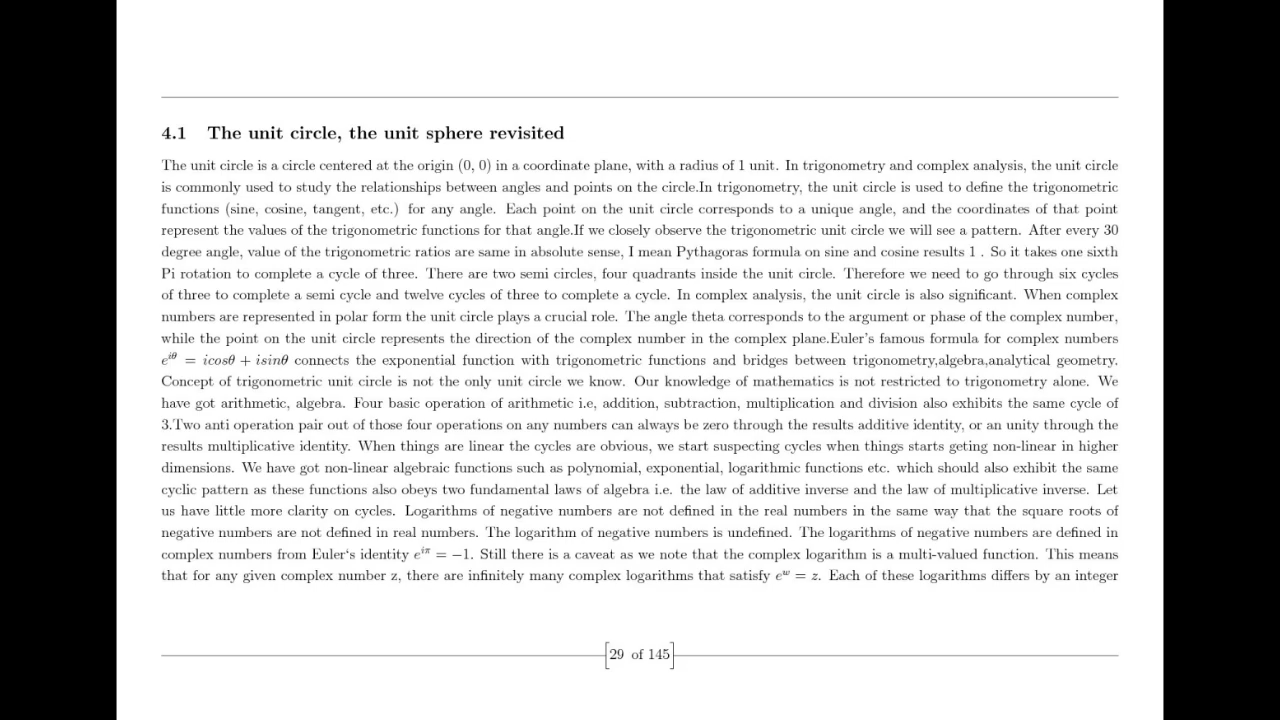 4.1 The unit circle, the unit sphere revisited
The unit circle is a circle centered at the origin (0, 0) in a coordinate plane, with a radius of 1 unit. In trigonometry and complex analysis, the unit circle
is commonly used to study the relationships between angles and points on the circle.In trigonometry, the unit circle is used to define the trigonometric
functions (sine, cosine, tangent, etc.) for any angle. Each point on the unit circle corresponds to a unique angle, and the coordinates of that point
represent the values of the trigonometric functions for that angle.If we closely observe the trigonometric unit circle we will see a pattern. After every 30
degree angle, value of the trigonometric ratios are same in absolute sense, I mean Pythagoras formula on sine and cosine results 1 . So it takes one sixth
Pi rotation to complete a cycle of three. There are two semi circles, four quadrants inside the unit circle. Therefore we need to go through six cycles
of three to complete a semi cycle and twelve cycles of three to complete a cycle. In complex analysis, the unit circle is also significant. When complex
numbers are represented in polar form the unit circle plays a crucial role. The angle theta corresponds to the argument or phase of the complex number,
while the point on the unit circle represents the direction of the complex number in the complex plane.Euler's famous formula for complex numbers
e^{iθ} = icosθ + isinθ connects the exponential function with trigonometric functions and bridges between trigonometry,algebra,analytical geometry.
Concept of trigonometric unit circle is not the only unit circle we know. Our knowledge of mathematics is not restricted to trigonometry alone. We
have got arithmetic, algebra. Four basic operation of arithmetic i.e, addition, subtraction, multiplication and division also exhibits the same cycle of
3.Two anti operation pair out of those four operations on any numbers can always be zero through the results additive identity, or an unity through the
results multiplicative identity. When things are linear the cycles are obvious, we start suspecting cycles when things starts geting non-linear in higher
dimensions. We have got non-linear algebraic functions such as polynomial, exponential, logarithmic functions etc. which should also exhibit the same
cyclic pattern as these functions also obeys two fundamental laws of algebra i.e. the law of additive inverse and the law of multiplicative inverse. Let
us have little more clarity on cycles. Logarithms of negative numbers are not defined in the real numbers in the same way that the square roots of
negative numbers are not defined in real numbers. The logarithm of negative numbers is undefined. The logarithms of negative numbers are defined in
complex numbers from Euler‘s identity e^{iπ} = −1. Still there is a caveat as we note that the complex logarithm is a multi-valued function. This means
that for any given complex number z, there are infinitely many complex logarithms that satisfy e^w = z. Each of these logarithms differs by an integer
29 of 145